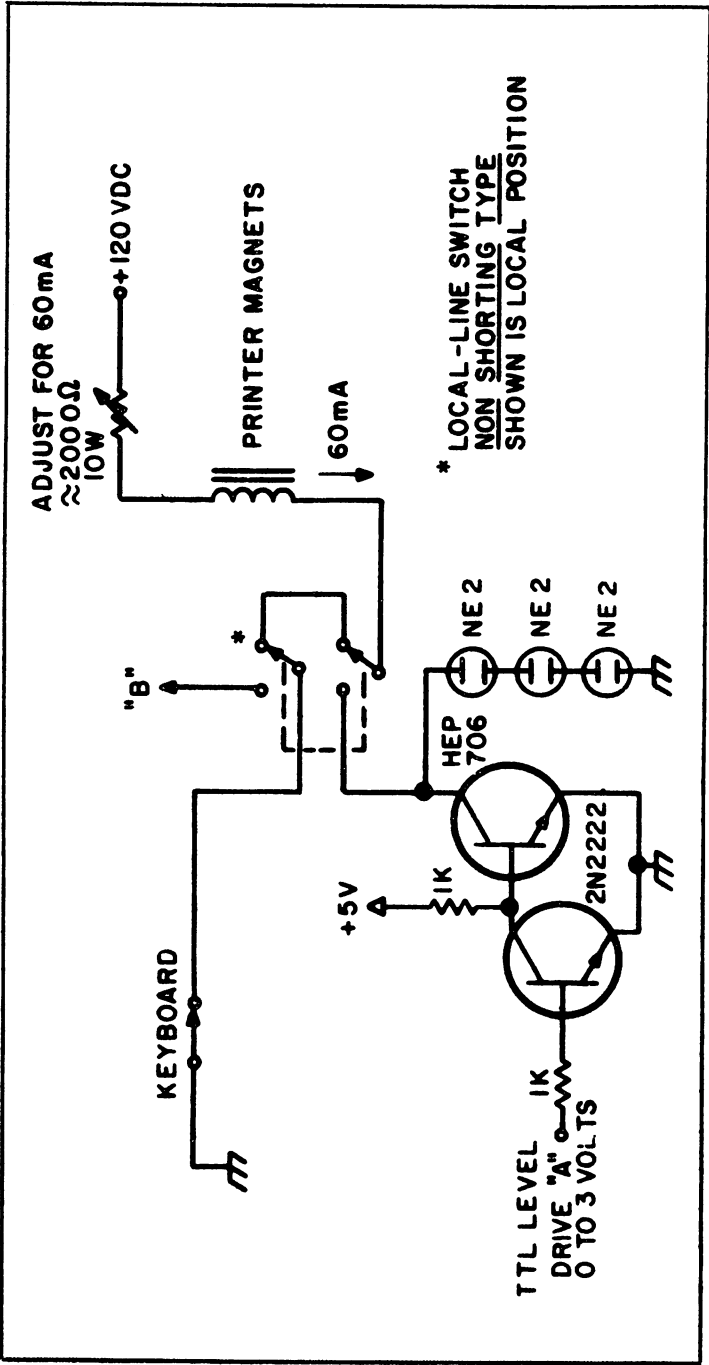 KEYBOARD
"B"
*
ADJUST FOR 60mA
≈2000Ω
10W
+120VDC
PRINTER MAGNETS
60mA
+5V
1K
HEP
706
NE 2
NE 2
NE 2
2N2222
1K
TTL LEVEL
DRIVE "A"
0 TO 3 VOLTS
* LOCAL-LINE SWITCH
NON SHORTING TYPE
SHOWN IS LOCAL POSITION